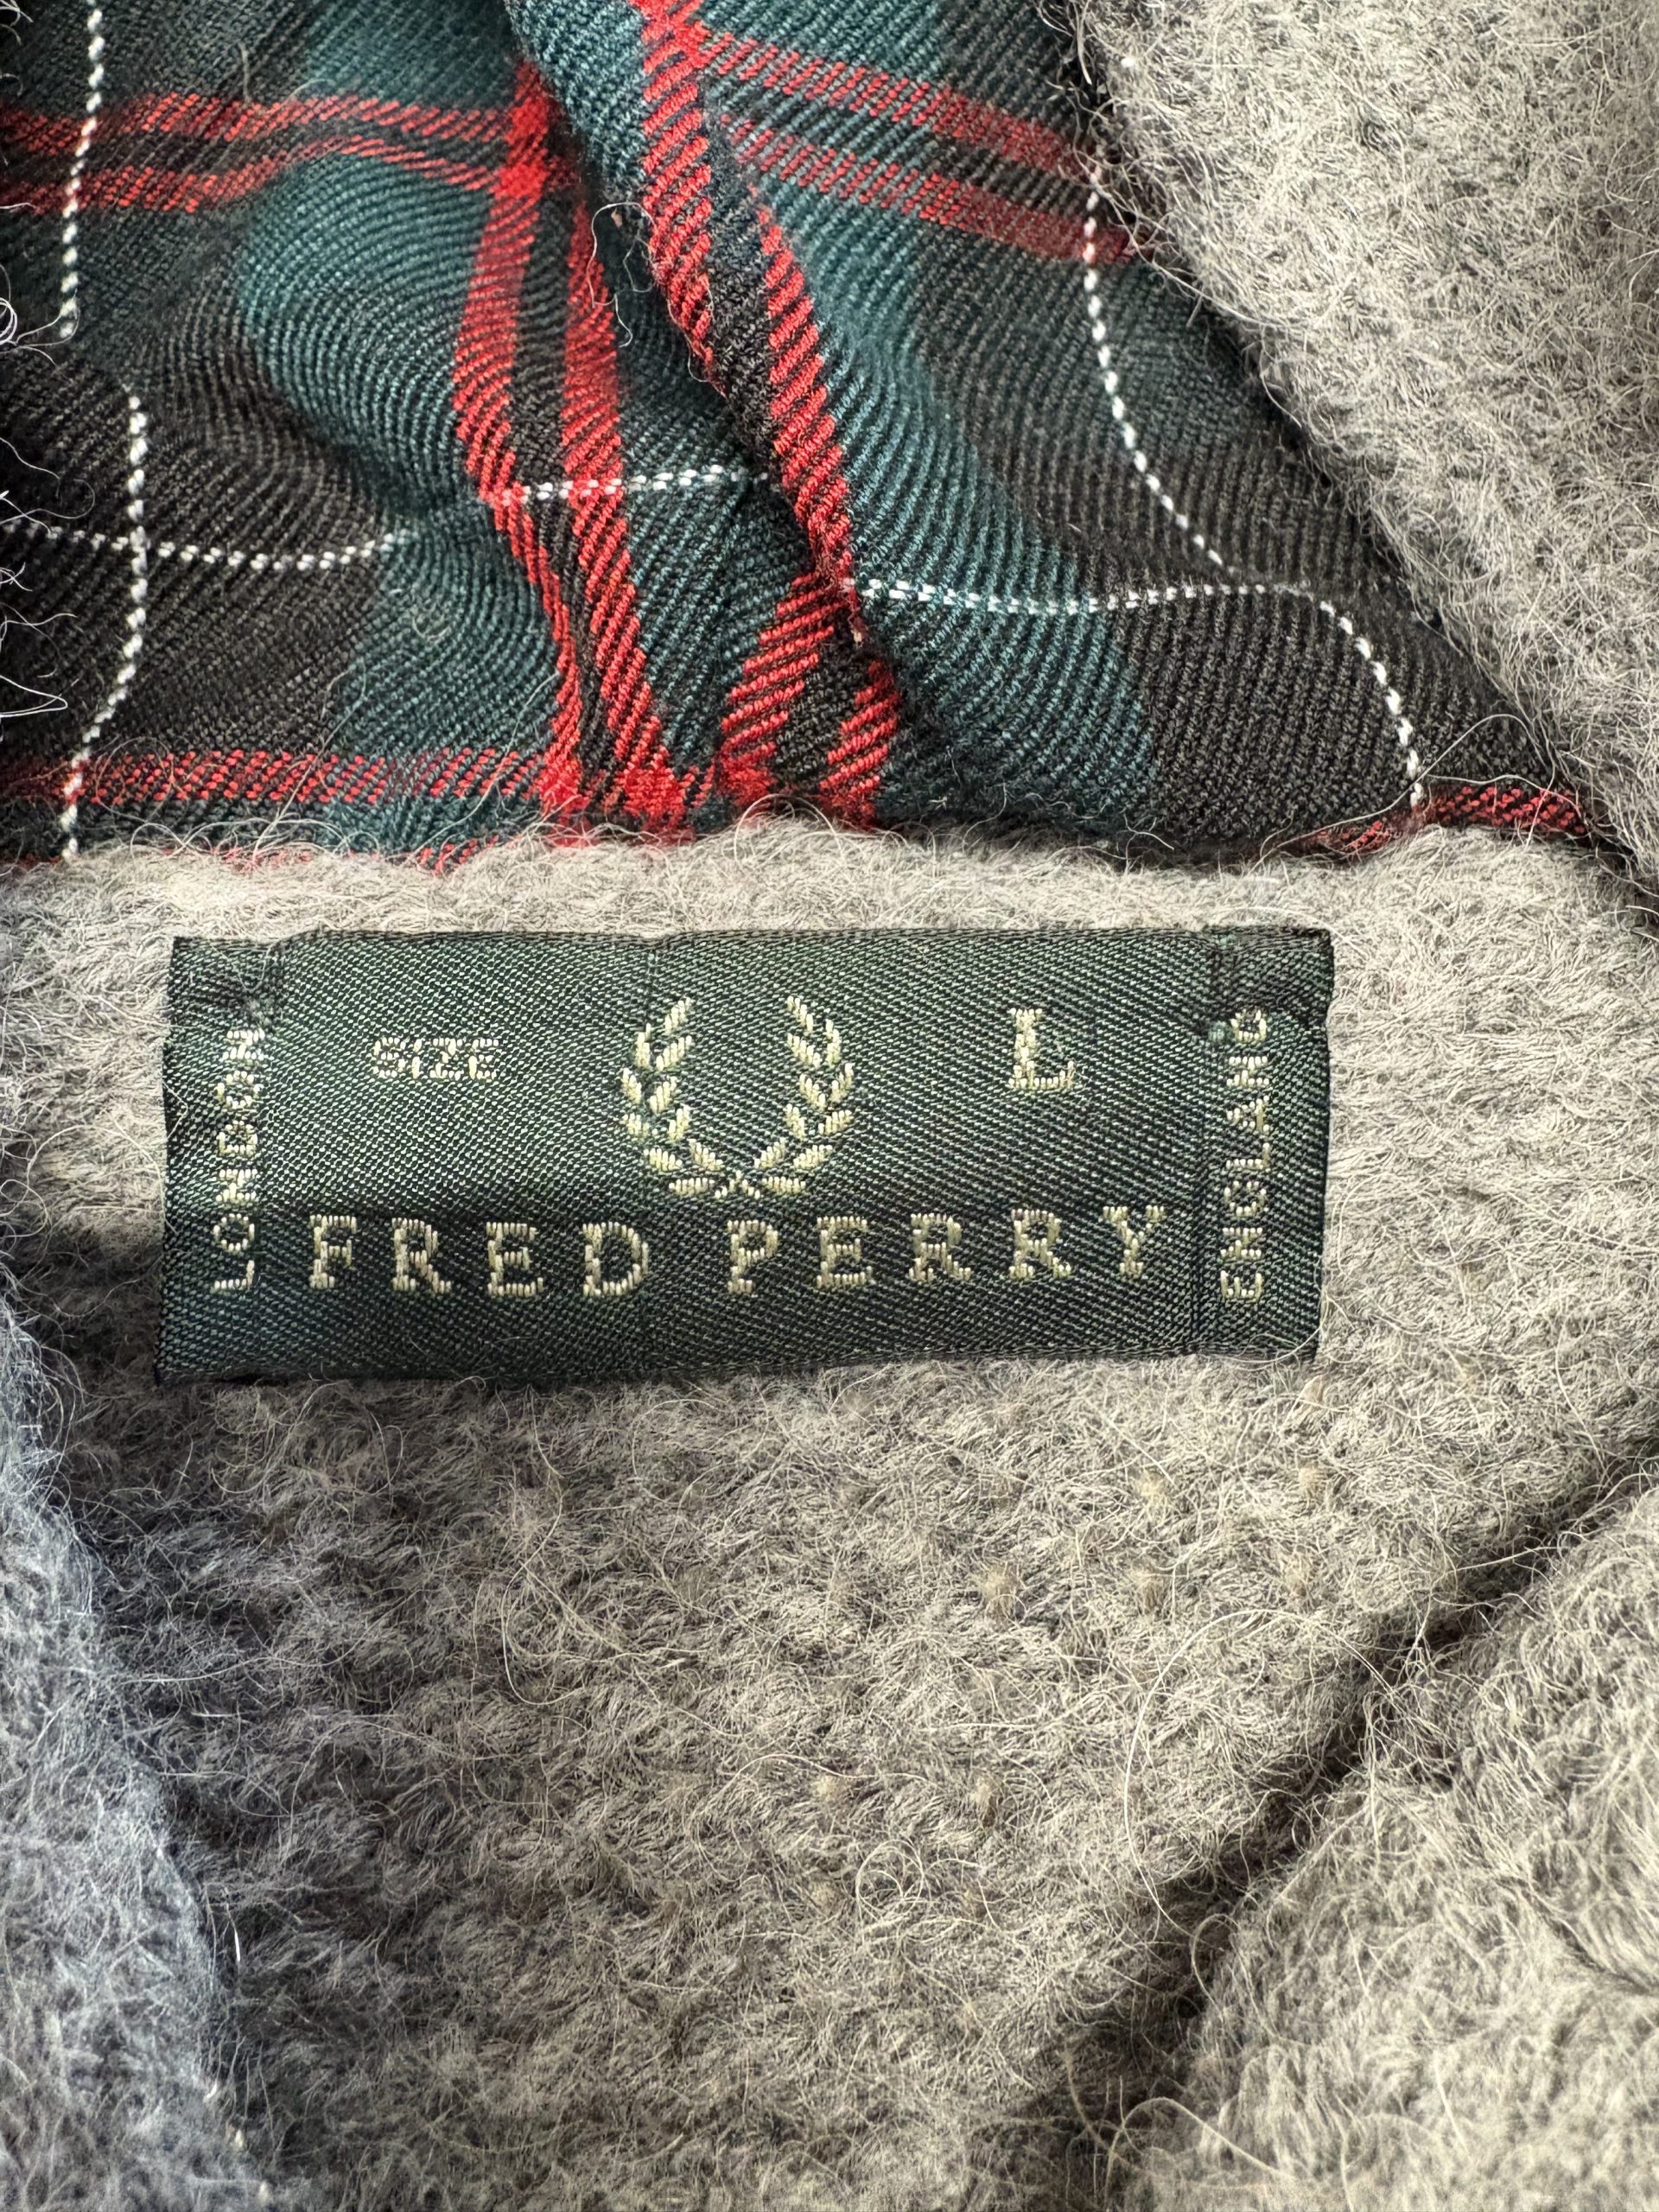 SIZE L
FRED PERRY
LONDON
ENGLAND